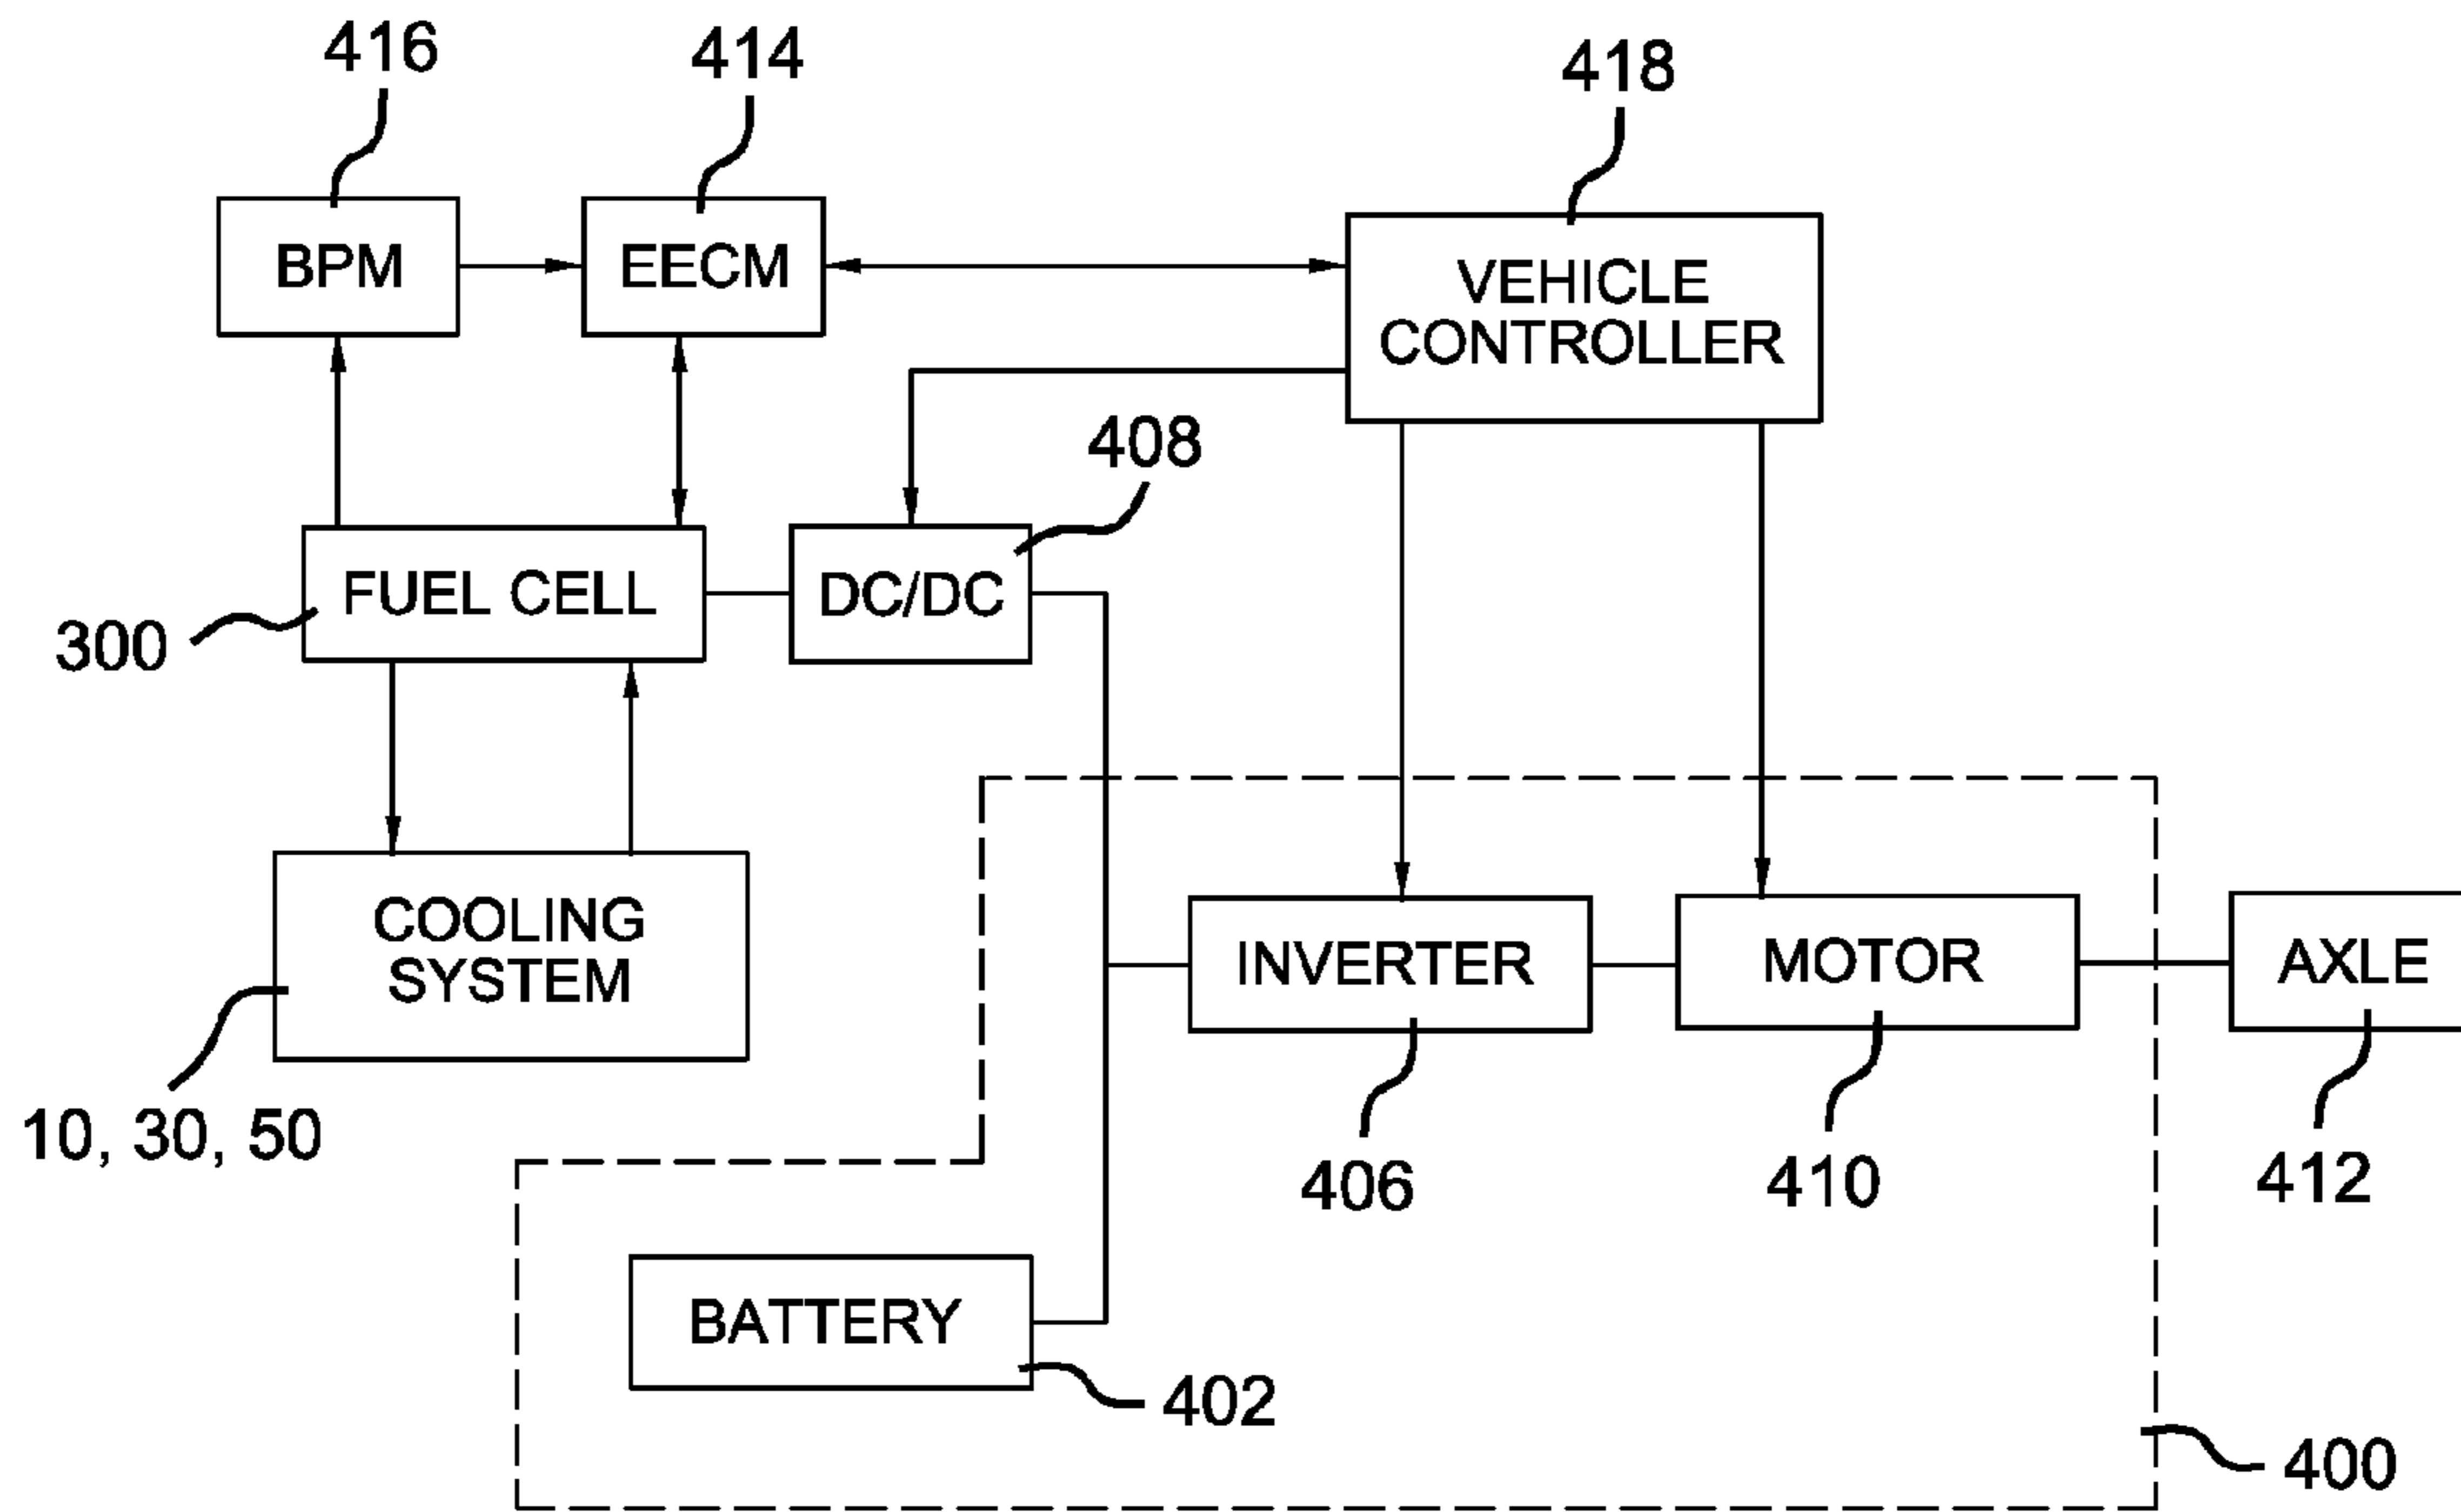 416
414
418
BPM
EECM
VEHICLE
CONTROLLER
408
FUEL CELL
DC/DC
300
COOLING
SYSTEM
INVERTER
MOTOR
AXLE
10, 30, 50
406
410
412
BATTERY
402
400